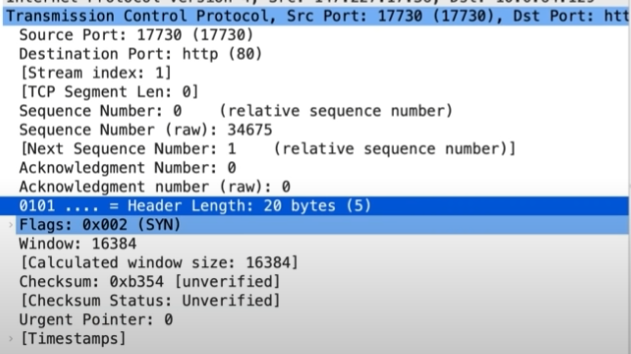 Transmission Control Protocol, Src Port: 17730 (17730), Dst Port: htt
Source Port: 17730 (17730)
Destination Port: http (80)
[Stream index: 1]
[TCP Segment Len: 0]
Sequence Number: 0    (relative sequence number)
Sequence Number (raw): 34675
[Next Sequence Number: 1    (relative sequence number)]
Acknowledgment Number: 0
Acknowledgment number (raw): 0
0101 .... = Header Length: 20 bytes (5)
Flags: 0x002 (SYN)
Window: 16384
[Calculated window size: 16384]
Checksum: 0xb354 [unverified]
[Checksum Status: Unverified]
Urgent Pointer: 0
[Timestamps]